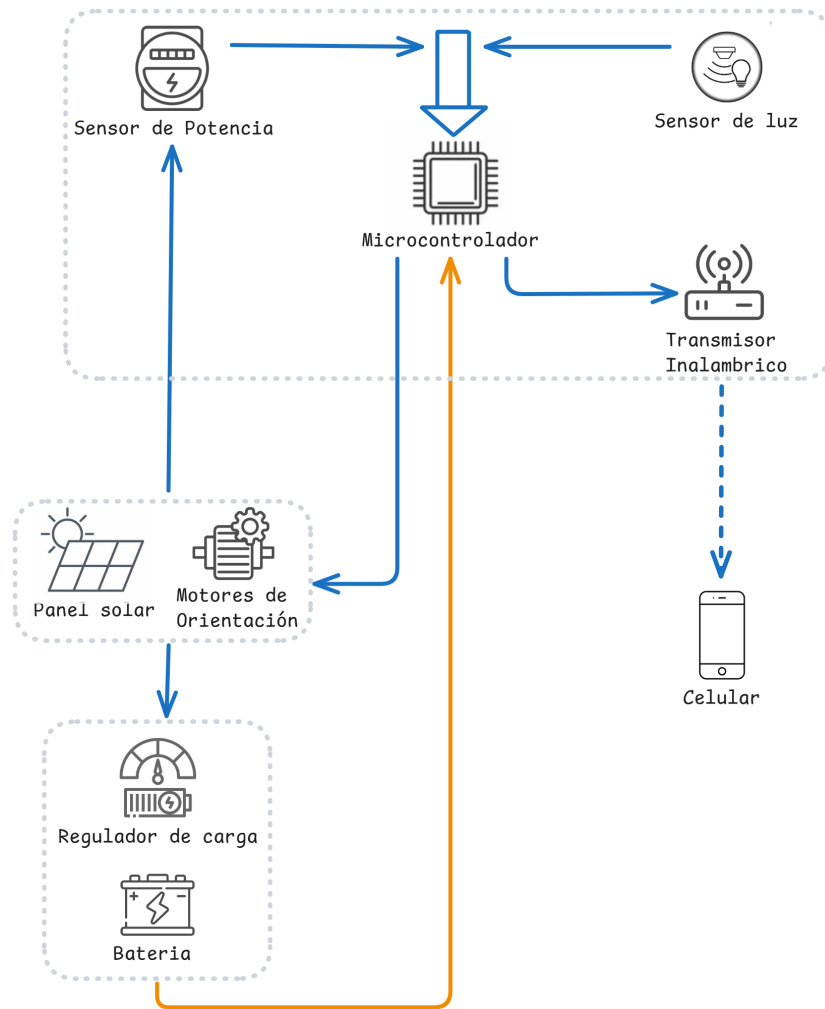 Sensor de Potencia
Sensor de luz
Microcontrolador
Transmisor
Inalambrico
Panel solar
Motores de
Orientación
Celular
Regulador de carga
Bateria